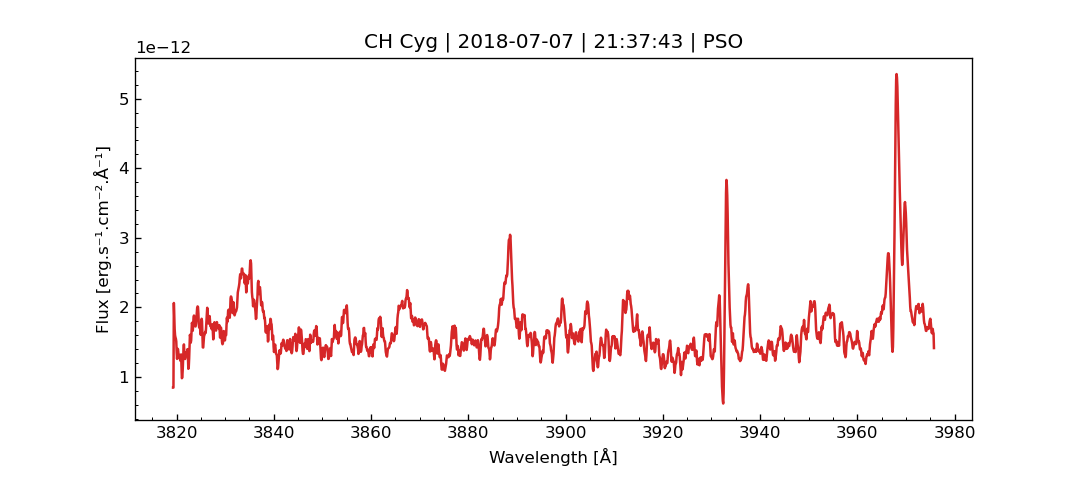 CH Cyg | 2018-07-07 | 21:37:43 | PSO
1e−12
5
4
3
2
1
Flux [erg.s⁻¹.cm⁻².Å⁻¹]
3820 3840 3860 3880 3900 3920 3940 3960 3980
Wavelength [Å]